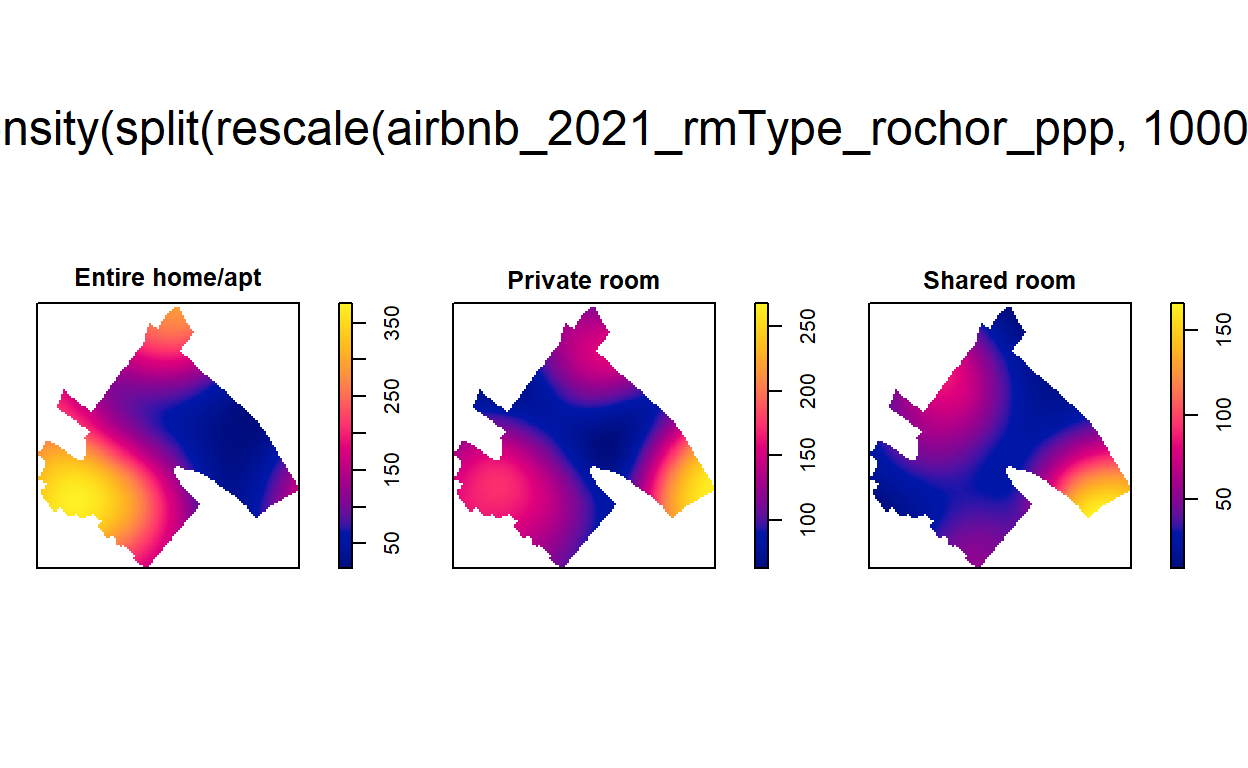 nsity(split(rescale(airbnb_2021_rmType_rochor_ppp, 1000
Entire home/apt
50 150 250 350
Private room
100 150 200 250
Shared room
50 100 150